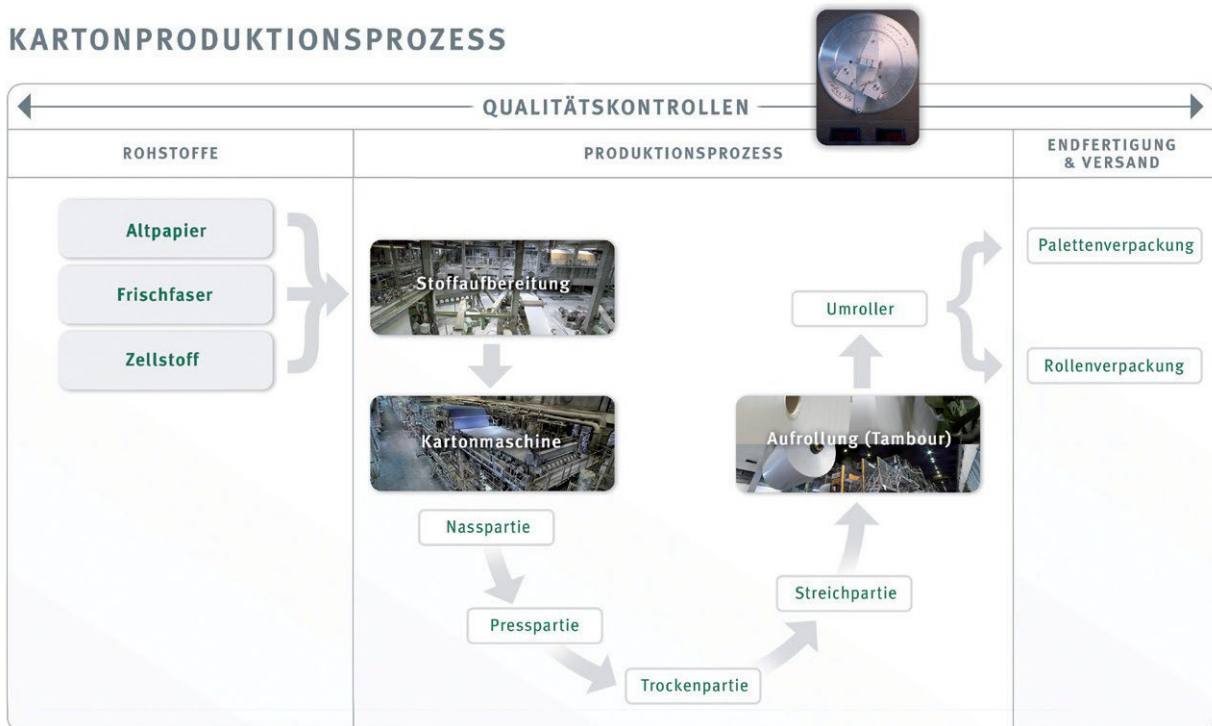 KARTONPRODUKTIONSPROZESS
QUALITÄTSKONTROLLEN
ROHSTOFFE
PRODUKTIONSPROZESS
ENDFERTIGUNG
& VERSAND
Altpapier
Frischfaser
Zellstoff
Stoffaufbereitung
Kartonmaschine
Nasspartie
Presspartie
Trockenpartie
Streichpartie
Aufrollung (Tambour)
Umroller
Palettenverpackung
Rollenverpackung